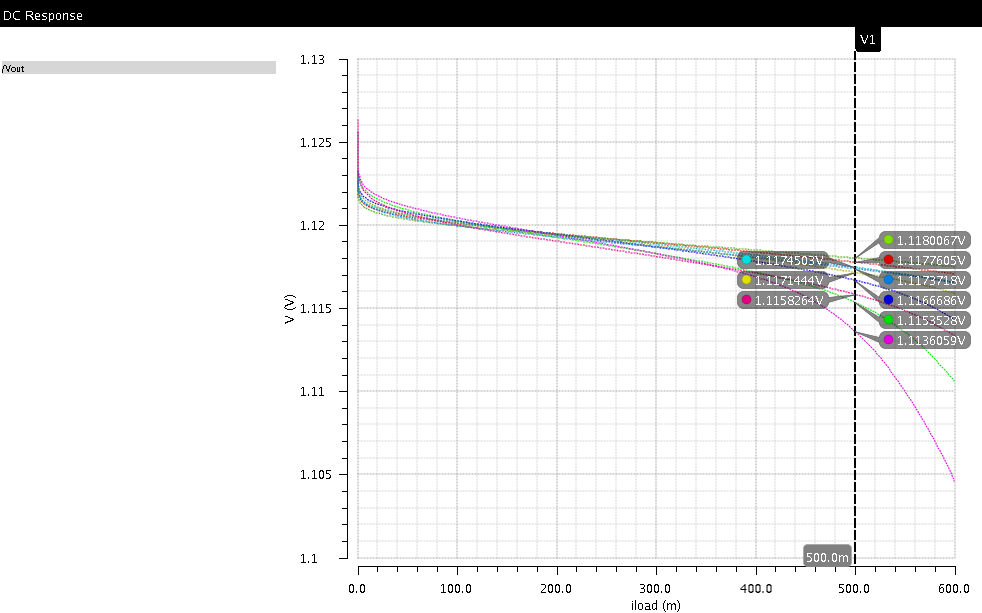 DC Response
V1
/Vout
1.13
1.125
1.12
1.115
1.11
1.105
1.1
V (V)
1.1180067V
1.1174503V
1.1177605V
1.1171444V
1.1173718V
1.1158264V
1.1166686V
1.1153528V
1.1136059V
500.0m
0.0
100.0
200.0
300.0
400.0
500.0
600.0
iload (m)